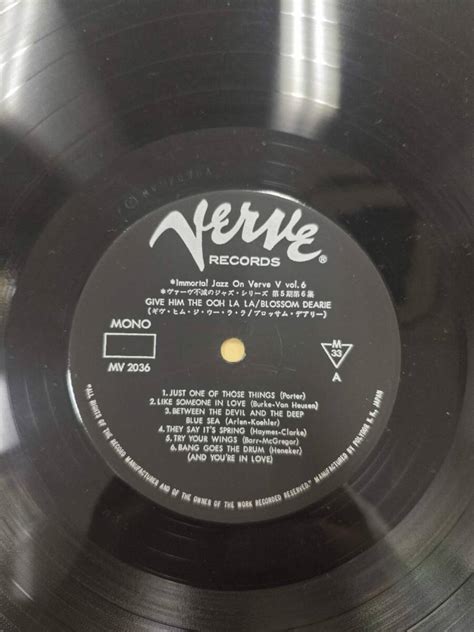 Verve
RECORDS®
*Immortal Jazz On Verve V vol.6
*ヴァーヴ不滅のジャズ・シリーズ 第5期第6集
GIVE HIM THE OOH LA LA/BLOSSOM DEARIE
(ギヴ・ヒム・ジ・ウー・ラ・ラ/ブロッサム・デアリー)
MONO
MV 2036
M
33
A
1. JUST ONE OF THOSE THINGS (Porter)
2. LIKE SOMEONE IN LOVE (Burke-Van Heusen)
3. BETWEEN THE DEVIL AND THE DEEP
BLUE SEA (Arlen-Koehler)
4. THEY SAY IT'S SPRING (Haymes-Clarke)
5. TRY YOUR WINGS (Barr-McGregor)
6. BANG GOES THE DRUM (Heneker)
(AND YOU'RE IN LOVE)
"ALL RIGHTS OF THE RECORD MANUFACTURER AND OF THE OWNER OF THE WORK RECORDED RESERVED." MANUFACTURED BY POLYDOR K.K., JAPAN